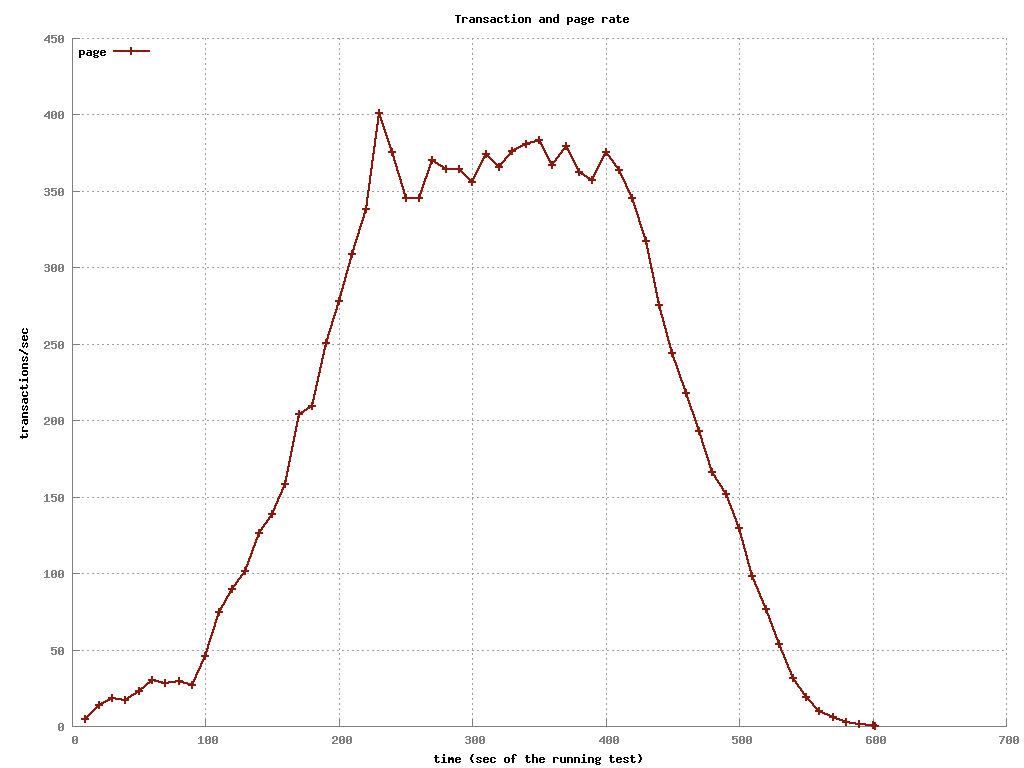 Transaction and page rate
450
page
400
350
300
250
transactions/sec
200
150
100
50
0
0 100 200 300 400 500 600 700
time (sec of the running test)